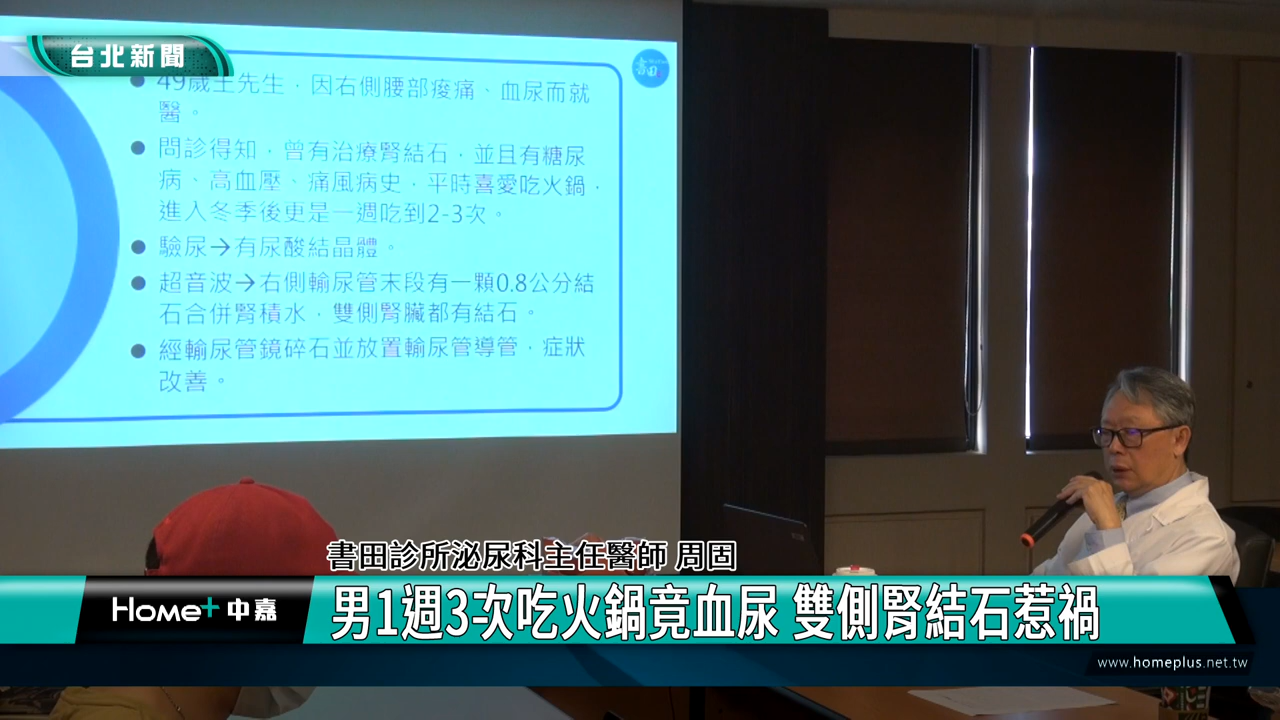 台北新聞
書田
49歲王先生，因右側腰部痠痛、血尿而就
醫。
問診得知，曾有治療腎結石，並且有糖尿
病、高血壓、痛風病史，平時喜愛吃火鍋，
進入冬季後更是一週吃到2-3次。
驗尿→有尿酸結晶體。
超音波→右側輸尿管末段有一顆0.8公分結
石合併腎積水，雙側腎臟都有結石。
經輸尿管鏡碎石並放置輸尿管導管，症狀
改善。
書田診所泌尿科主任醫師 周固
Home+中嘉
男1週3次吃火鍋竟血尿 雙側腎結石惹禍
www.homeplus.net.tw